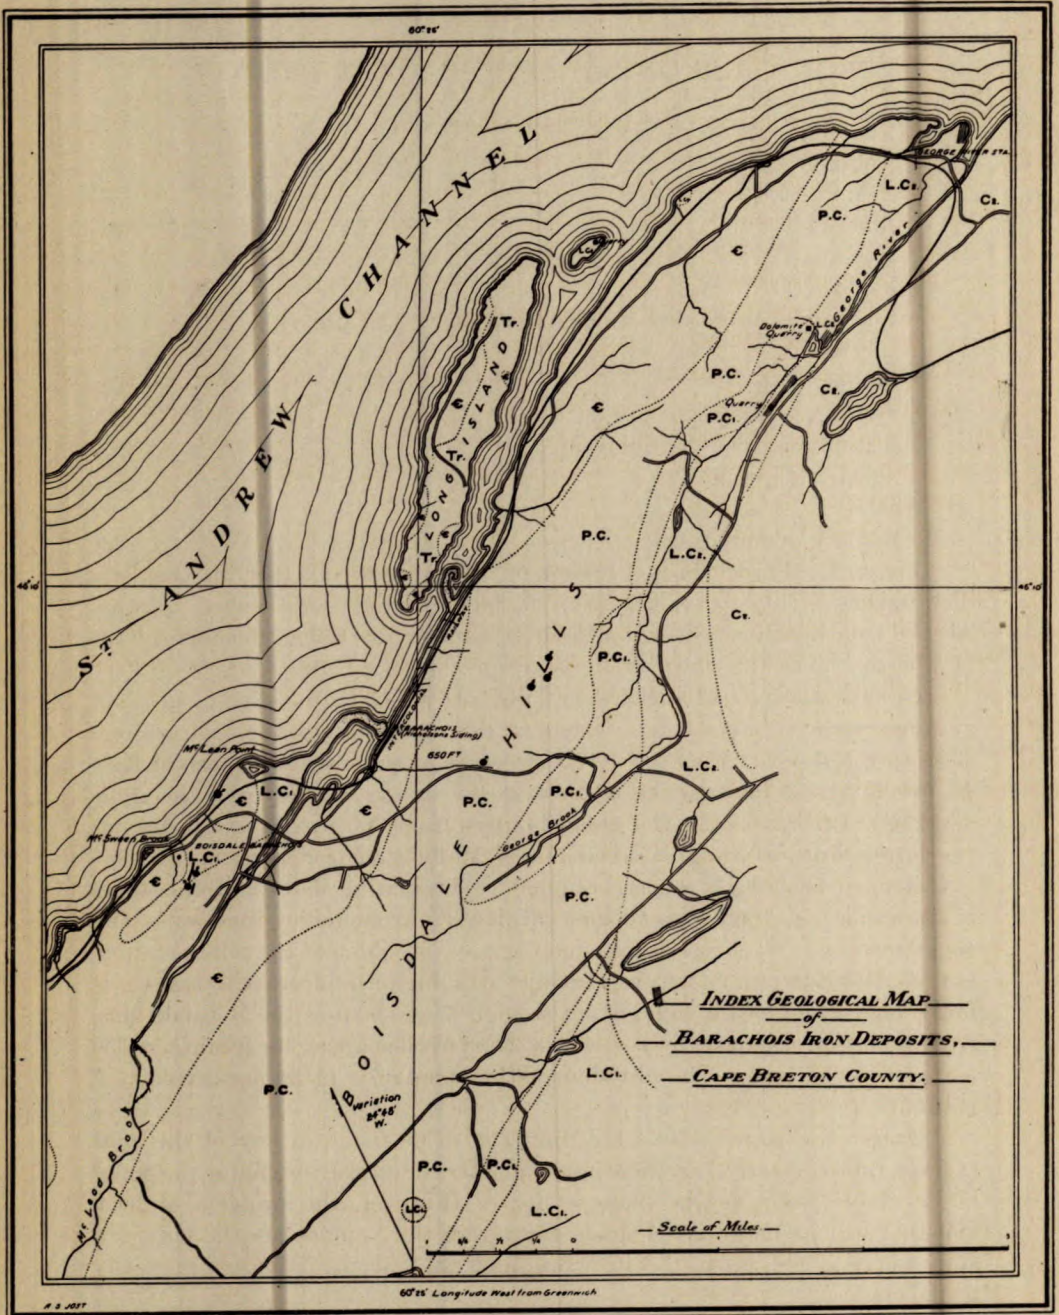 60°25'
GEORGE RIVER STA.
L.C2.
C2.
P.C.
George River
ST. ANDREW CHANNEL
€
Tr.
LONG ISLAND
€
Tr.
Tr.
Dolomite
Quarry
P.C.
€
Quarry
P.C1.
C2.
P.C.
L.C2.
46°10'
46°10'
C2.
P.C1.
BOISDALE HILLS
BARACHOIS
McLean Point
650 FT
L.C1.
L.C2.
€
€
P.C.
P.C1.
George Brook
McSween Brook
BOISDALE BARACHOIS
L.C1.
€
P.C.
€
INDEX GEOLOGICAL MAP
of
BARACHOIS IRON DEPOSITS,
CAPE BRETON COUNTY.
P.C.
L.C1.
Variation
24°45'
W.
McLeod Brook
P.C.
P.C1.
L.C1.
L.C1.
Scale of Miles
60°25' Longitude West from Greenwich
A S JOST